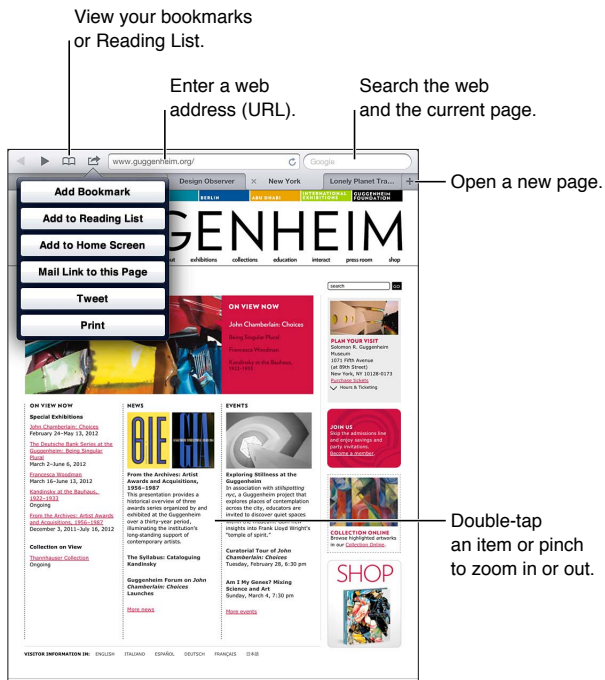 View your bookmarks
or Reading List.
Enter a web
address (URL).
Search the web
and the current page.
www.guggenheim.org/
Google
Design Observer
New York
Lonely Planet Tra...
Open a new page.
Add Bookmark
Add to Reading List
Add to Home Screen
Mail Link to this Page
Tweet
Print
BERLIN
ABU DHABI
INTERNATIONAL
EXHIBITIONS
GUGGENHEIM
FOUNDATION
GENHEIM
exhibitions collections education interact press room shop
search GO
ON VIEW NOW
John Chamberlain: Choices
Being Singular Plural
Francesca Woodman
Kandinsky at the Bauhaus,
1922–1933
PLAN YOUR VISIT
Solomon R. Guggenheim
Museum
1071 Fifth Avenue
(at 89th Street)
New York, NY 10128-0173
Purchase tickets
Hours & Ticketing
ON VIEW NOW
Special Exhibitions
John Chamberlain: Choices
February 24–May 13, 2012
The Deutsche Bank Series at the
Guggenheim: Being Singular
Plural
March 2–June 6, 2012
Francesca Woodman
March 16–June 13, 2012
Kandinsky at the Bauhaus,
1922–1933
Ongoing
From the Archives: Artist Awards
and Acquisitions, 1956–1987
December 3, 2011–July 16, 2012
Collection on View
Thannhauser Collection
Ongoing
NEWS
From the Archives: Artist
Awards and Acquisitions,
1956–1987
This presentation provides a
historical overview of three
awards series organized by and
exhibited at the Guggenheim
over a thirty-year period,
illuminating the institution's
long-standing support of
contemporary artists.
The Syllabus: Cataloguing
Kandinsky
Guggenheim Forum on John
Chamberlain: Choices
Launches
More news
EVENTS
Exploring Stillness at the
Guggenheim
In association with stillspotting
nyc, a Guggenheim project that
explores places of contemplation
across the city, educators are
invited to discover quiet spaces
insights into Frank Lloyd Wright's
"temple of spirit."
Curatorial Tour of John
Chamberlain: Choices
Tuesday, February 28, 6:30 pm
Am I My Genes? Mixing
Science and Art
Sunday, March 4, 7:30 pm
More events
JOIN US
Skip the admissions line
and enjoy savings and
party invitations.
Become a member.
COLLECTION ONLINE
Browse highlighted artworks
in our Collection Online.
SHOP
Double-tap
an item or pinch
to zoom in or out.
VISITOR INFORMATION IN: ENGLISH ITALIANO ESPAÑOL DEUTSCH FRANÇAIS 日本語